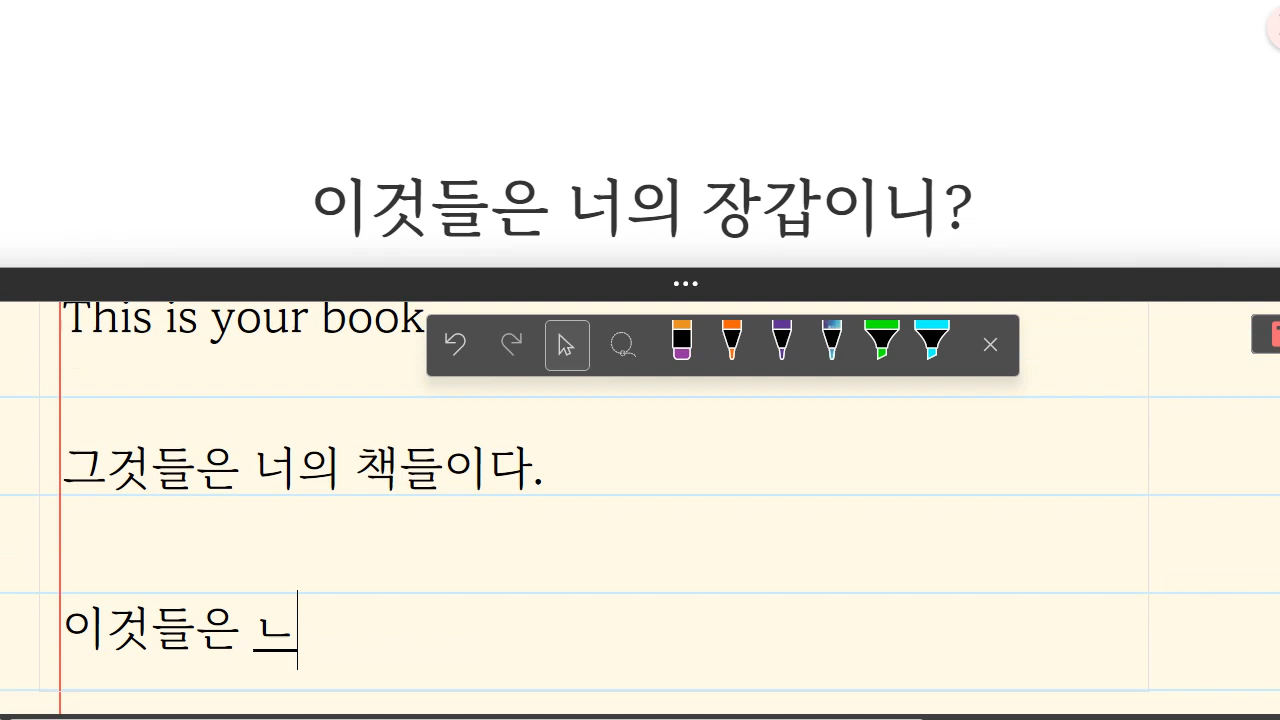 이것들은 너의 장갑이니?
This is your book
그것들은 너의 책들이다.
이것들은 ㄴ